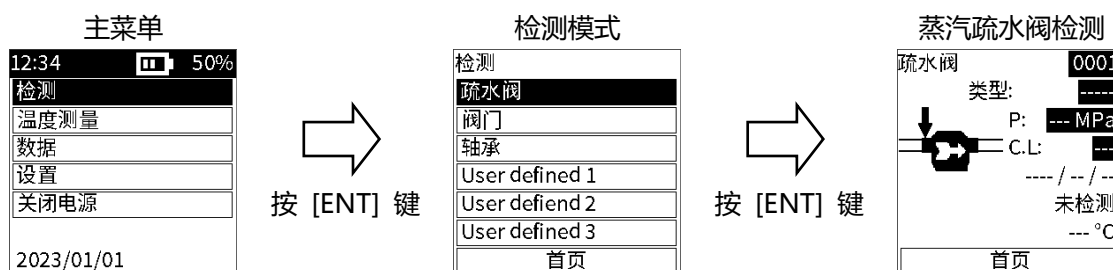 主菜单
12:34 50%
检测
温度测量
数据
设置
关闭电源
2023/01/01
按 [ENT] 键
检测模式
检测
疏水阀
阀门
轴承
User defined 1
User defiend 2
User defined 3
首页
按 [ENT] 键
蒸汽疏水阀检测
疏水阀 0001
类型: -----
P: --- MPa
C.L: ---
---- / -- / --
未检测
--- °C
首页